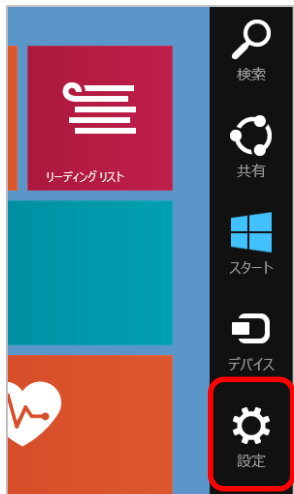 検索
共有
リーディング リスト
スタート
デバイス
設定